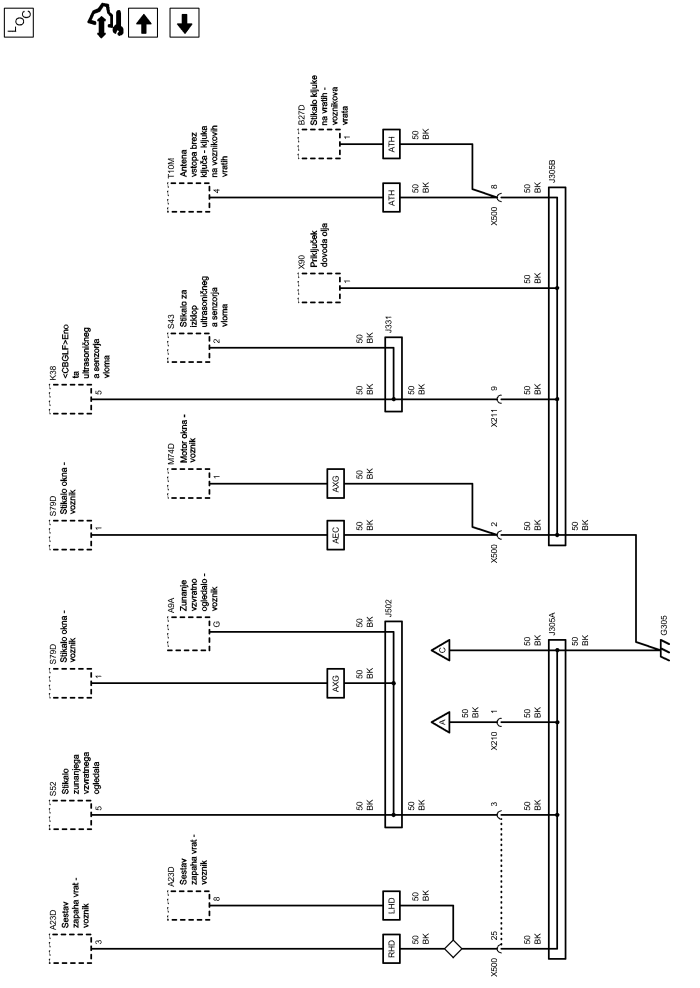 LOC
A23D
Sestav
zapaha vrat -
voznik
3
A23D
Sestav
zapaha vrat -
voznik
8
S52
Stikalo
zunanjega
vzvratnega
ogledala
5
S79D
Stikalo okna -
voznik
1
A9A
Zunanje
vzvratno
ogledalo -
voznik
G
S79D
Stikalo okna -
voznik
1
M74D
Motor okna -
voznik
1
K38
<CBGLF>Eno
ta
ultrasoničneg
a senzorja
vloma
5
S43
Stikalo za
izklop
ultrasoničneg
a senzorja
vloma
2
X90
Priključek
dovoda olja
1
T10M
Antena
vstopa brez
ključa - kljuka
na voznikovih
vratih
4
B27D
Stikalo kljuke
na vratih -
voznikova
vrata
1
RHD
50
BK
LHD
50
BK
50
BK
AXG
50
BK
50
BK
J502
50
BK
AEC
50
BK
AXG
50
BK
50
BK
50
BK
J331
50
BK
ATH
50
BK
ATH
50
BK
A
50
BK
C
X500
25
3
X210
1
X500
2
X211
9
X500
8
50
BK
50
BK
50
BK
50
BK
J305A
50
BK
50
BK
50
BK
50
BK
50
BK
J305B
50
BK
G305